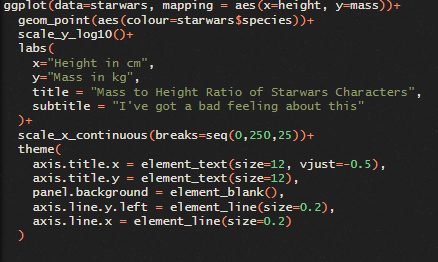 ggplot(data=starwars, mapping = aes(x=height, y=mass))+
  geom_point(aes(colour=starwars$species))+
  scale_y_log10()+
  labs(
    x="Height in cm",
    y="Mass in kg",
    title = "Mass to Height Ratio of Starwars Characters",
    subtitle = "I've got a bad feeling about this"
  )+
  scale_x_continuous(breaks=seq(0,250,25))+
  theme(
    axis.title.x = element_text(size=12, vjust=-0.5),
    axis.title.y = element_text(size=12),
    panel.background = element_blank(),
    axis.line.y.left = element_line(size=0.2),
    axis.line.x = element_line(size=0.2)
  )